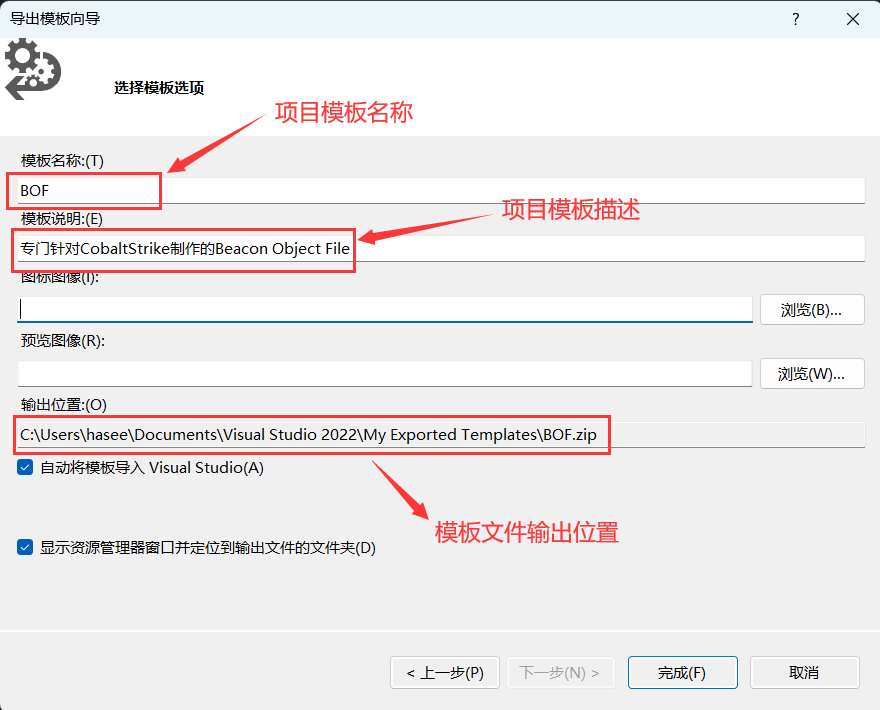 导出模板向导
?
选择模板选项
项目模板名称
模板名称:(T)
BOF
项目模板描述
模板说明:(E)
专门针对CobaltStrike制作的Beacon Object File
图标图像(I):
浏览(B)...
预览图像(R):
浏览(W)...
输出位置:(O)
C:\Users\hasee\Documents\Visual Studio 2022\My Exported Templates\BOF.zip
自动将模板导入 Visual Studio(A)
模板文件输出位置
显示资源管理器窗口并定位到输出文件的文件夹(D)
< 上一步(P) 下一步(N) > 完成(F) 取消